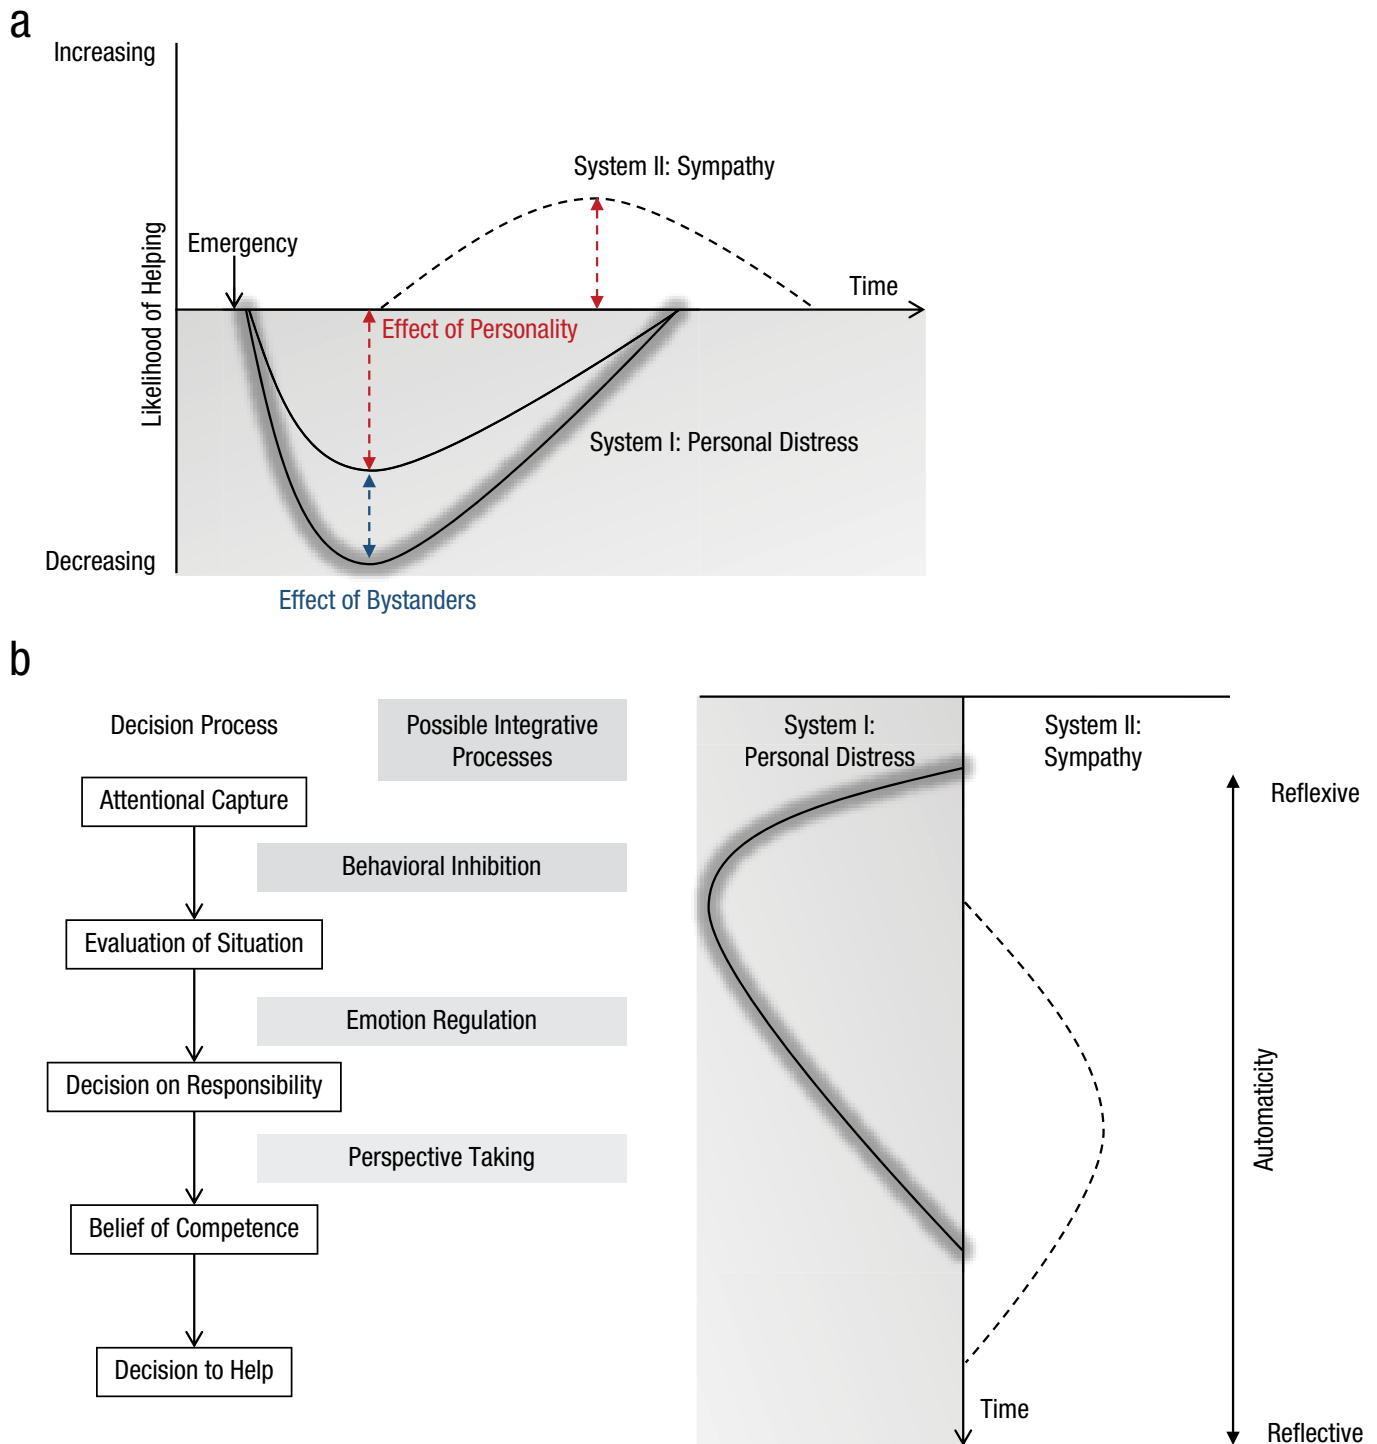 a
Increasing
System II: Sympathy
Emergency
Time
Likelihood of Helping
Effect of Personality
System I: Personal Distress
Decreasing
Effect of Bystanders
b
Decision Process
Possible Integrative
Processes
System I:
Personal Distress
System II:
Sympathy
Attentional Capture
Reflexive
Behavioral Inhibition
Evaluation of Situation
Emotion Regulation
Decision on Responsibility
Automaticity
Perspective Taking
Belief of Competence
Decision to Help
Time
Reflective